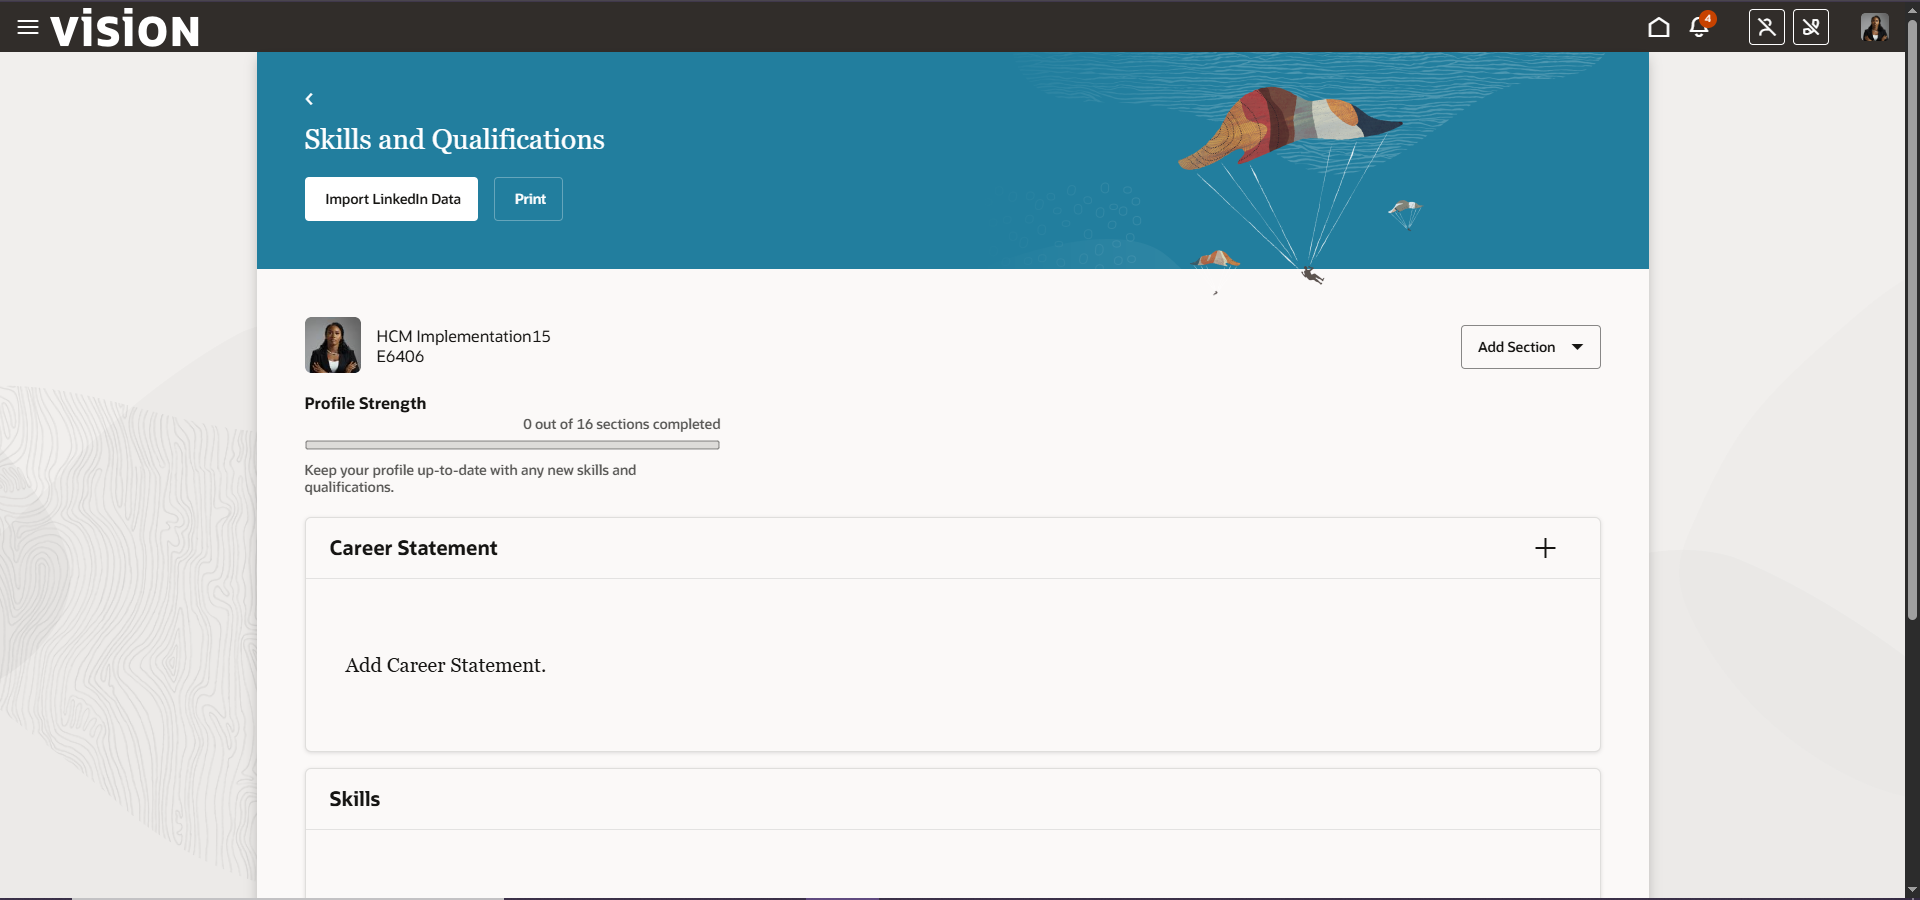 vision
4
Skills and Qualifications
Import LinkedIn Data
Print
HCM Implementation15
E6406
Add Section
Profile Strength
0 out of 16 sections completed
Keep your profile up-to-date with any new skills and
qualifications.
Career Statement
Add Career Statement.
Skills